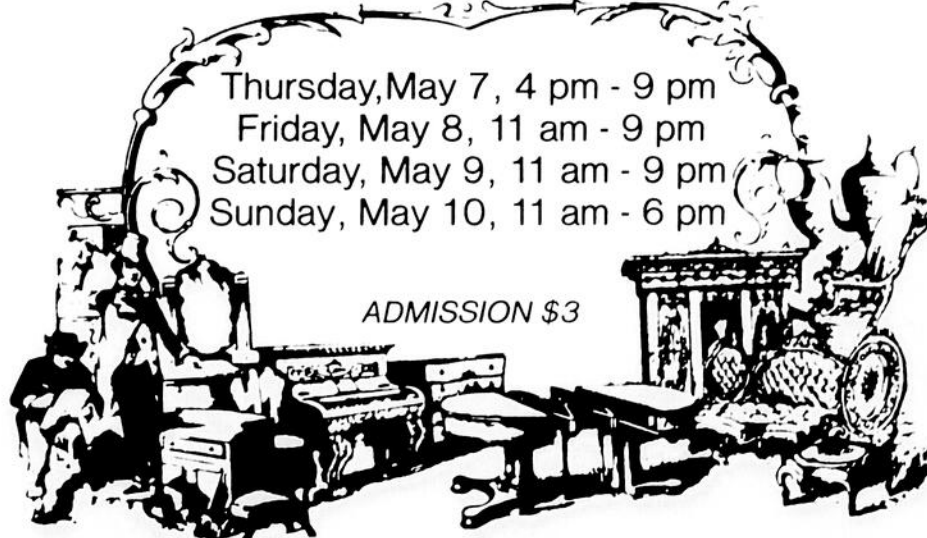 Thursday,May 7, 4 pm - 9 pm
Friday, May 8, 11 am - 9 pm
Saturday, May 9, 11 am - 9 pm
Sunday, May 10, 11 am - 6 pm
ADMISSION $3